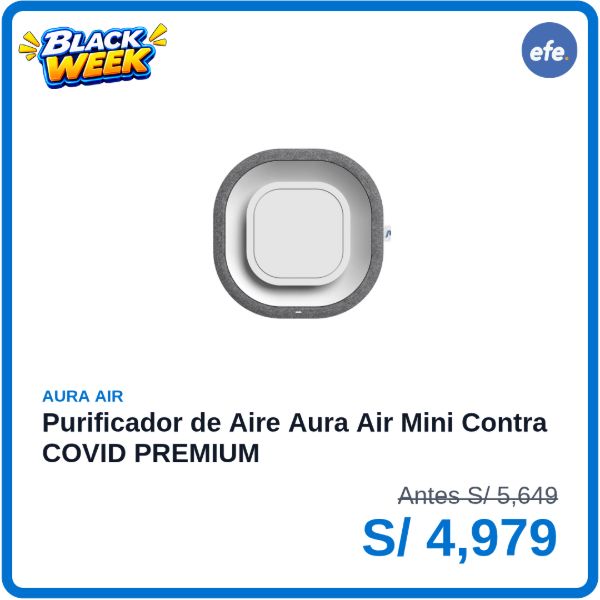 BLACK
WEEK
efe.
AURA AIR
Purificador de Aire Aura Air Mini Contra
COVID PREMIUM
Antes S/ 5,649
S/ 4,979